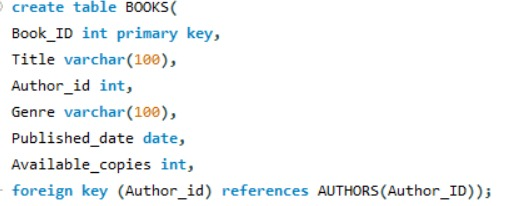 create table BOOKS(
Book_ID int primary key,
Title varchar(100),
Author_id int,
Genre varchar(100),
Published_date date,
Available_copies int,
foreign key (Author_id) references AUTHORS(Author_ID));